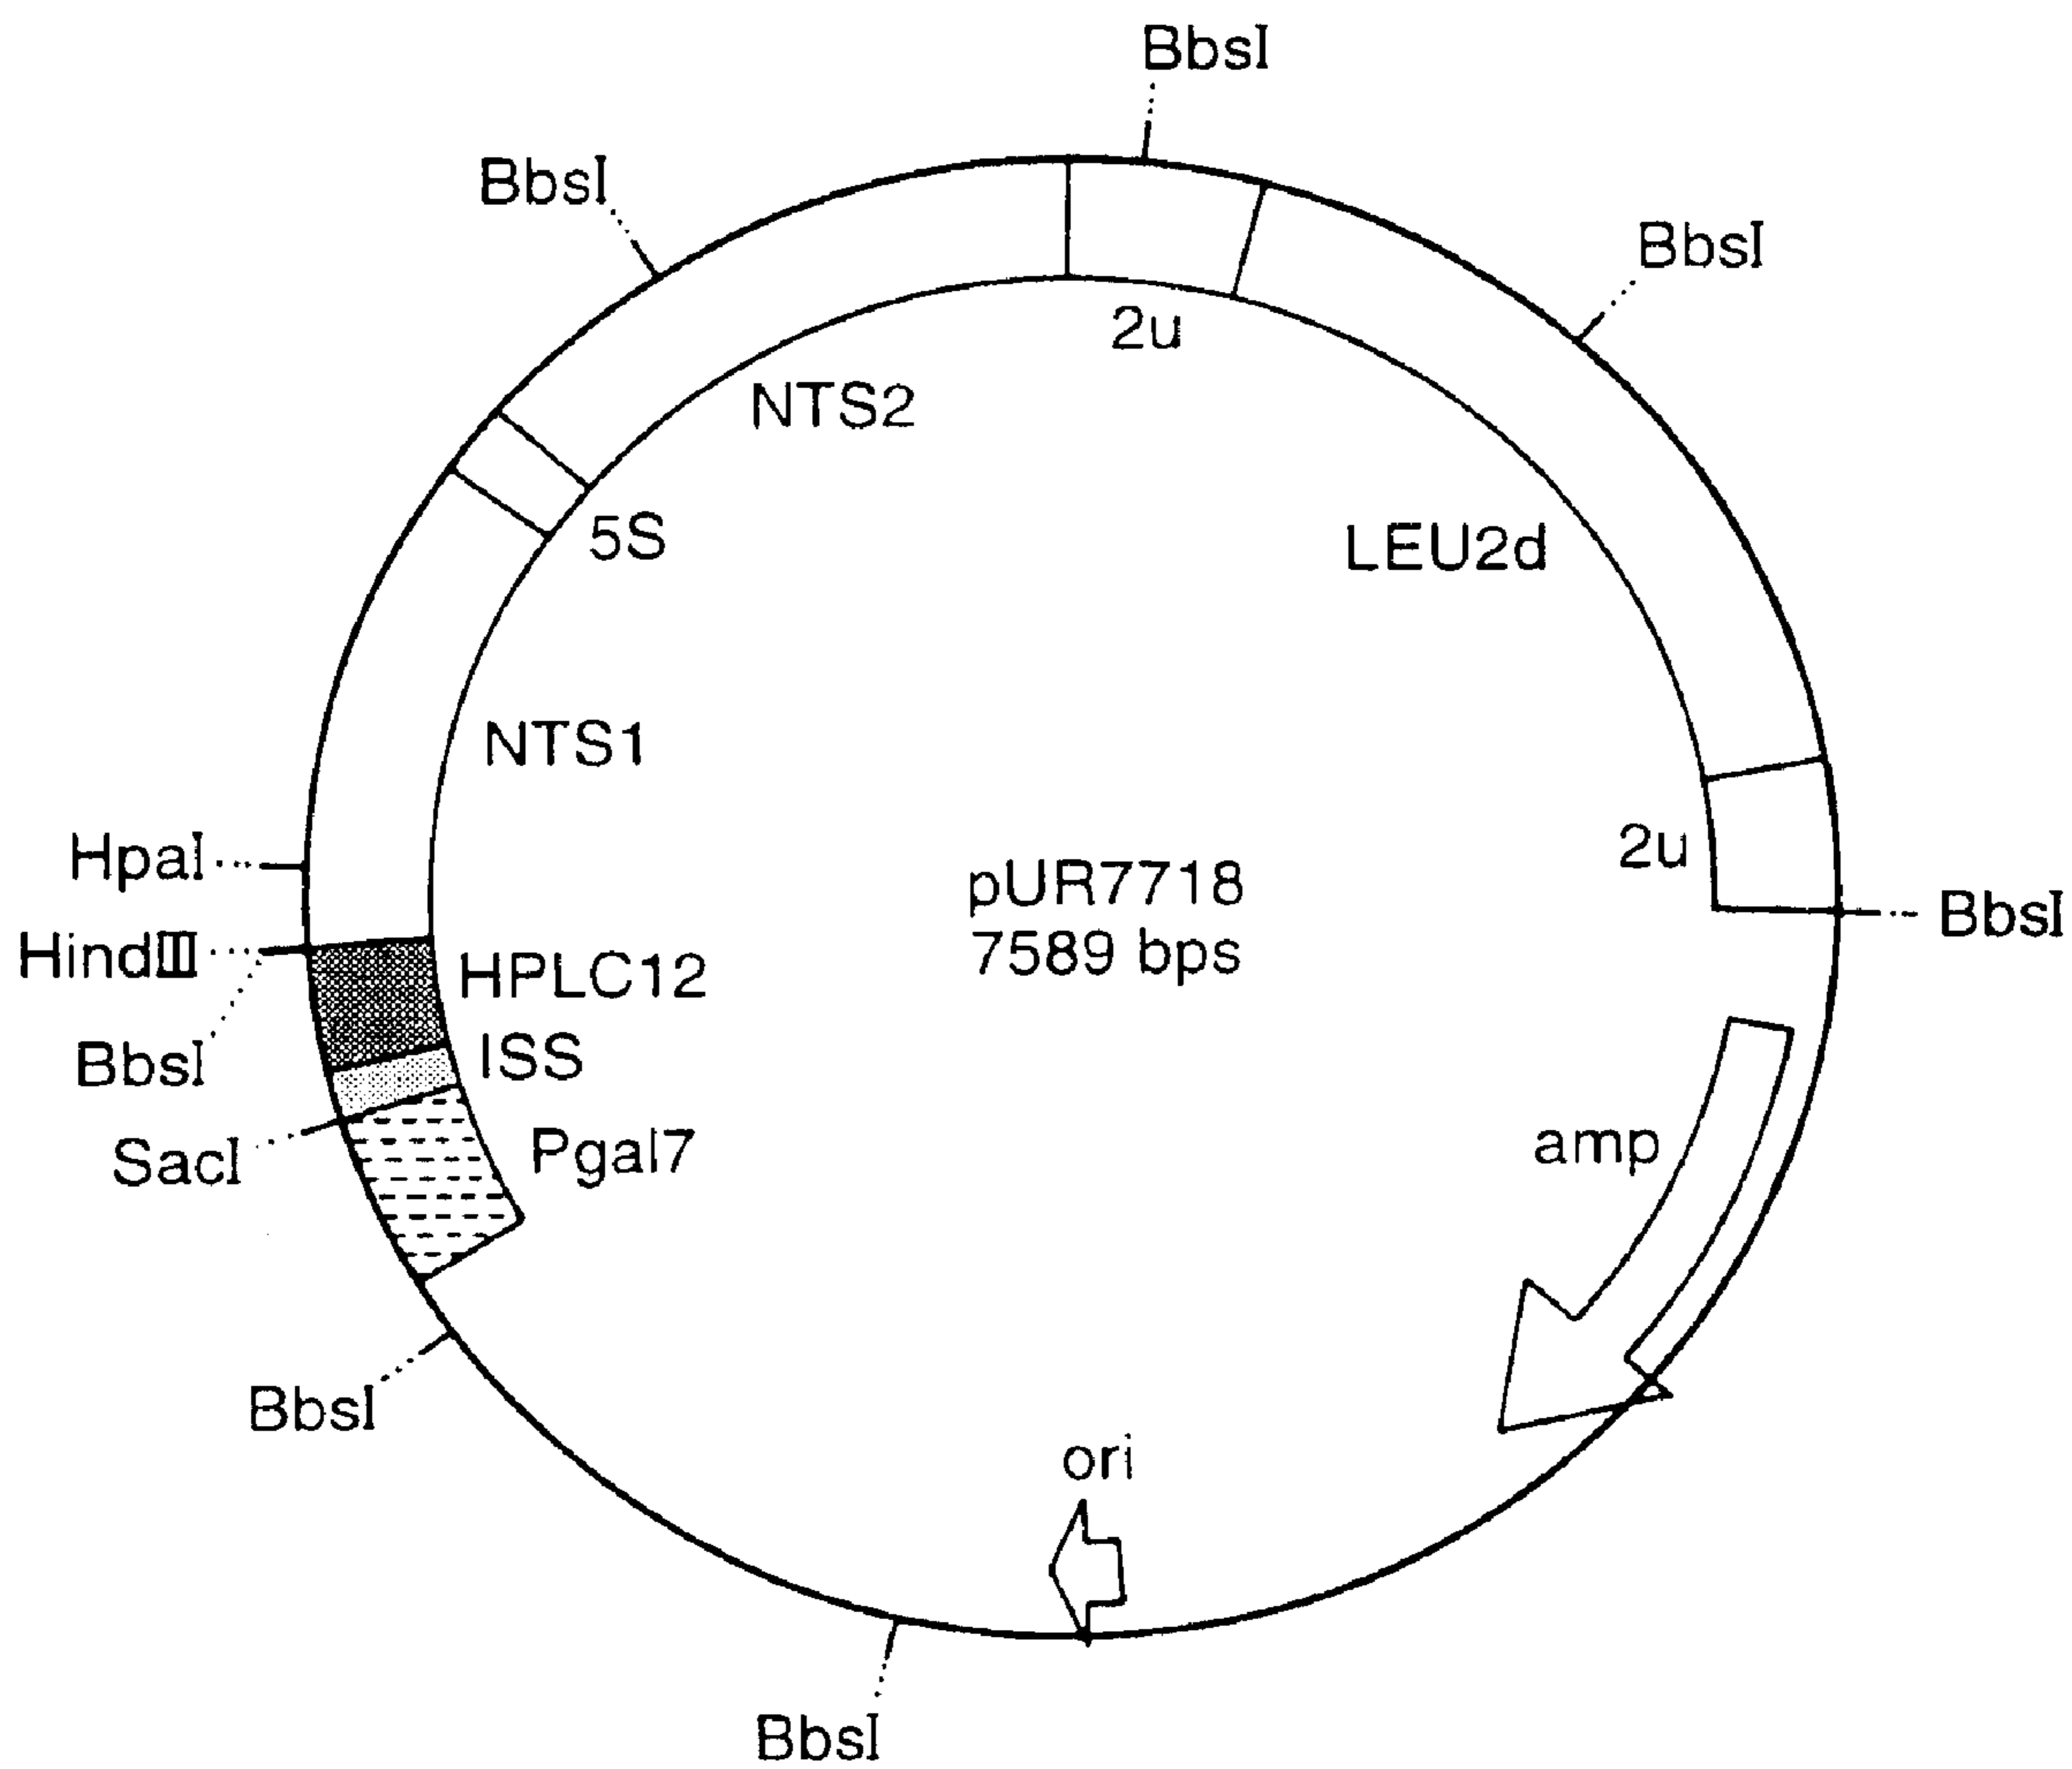 BbsI
BbsI
BbsI
2u
NTS2
5S
LEU2d
NTS1
2u
HpaI
pUR7718
7589 bps
BbsI
HindⅢ
HPLC12
ISS
BbsI
SacI
Pgal7
amp
BbsI
ori
BbsI